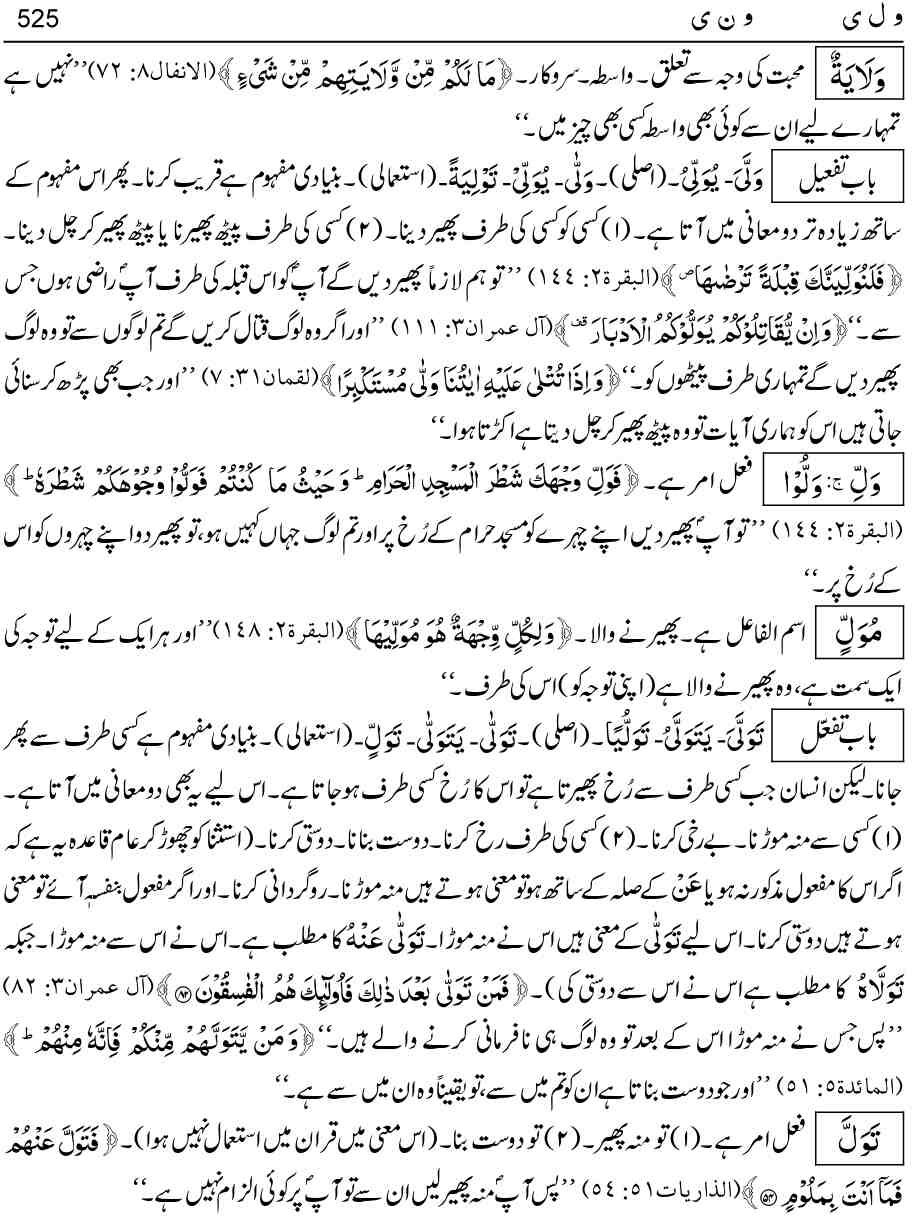 و ل ی و ن ی 525
وَلَايَةٌ محبت کی وجہ سے تعلق۔ واسطہ۔ سروکار۔ ﴿مَا لَكُمْ مِّنْ وَّلَايَتِهِمْ مِّنْ شَىْءٍ﴾ (الانفال۸: ۷۲) ’’نہیں ہے
تمہارے لیے ان سے کوئی بھی واسطہ کسی بھی چیز میں۔‘‘
باب تفعیل وَلَّىَ۔ يُوَلِّىُ۔ (اصلی)۔ وَلّٰى۔ يُوَلِّىْ۔ تَوْلِيَةً۔ (استعمالی)۔ بنیادی مفہوم ہے قریب کرنا۔ پھر اس مفہوم کے
ساتھ زیادہ تر دو معانی میں آتا ہے۔ (۱) کسی کو کسی کی طرف پھیر دینا۔ (۲) کسی کی طرف پیٹھ پھیرنا یا پیٹھ پھیر کر چل دینا۔
﴿فَلَنُوَلِّيَنَّكَ قِبْلَةً تَرْضٰىهَا ص﴾ (البقرۃ۲: ۱۴۴) ’’تو ہم لازماً پھیر دیں گے آپؐ کو اس قبلہ کی طرف آپؐ راضی ہوں جس
سے۔‘‘ ﴿وَاِنْ يُّقَاتِلُوْكُمْ يُوَلُّوْكُمُ الْاَدْبَارَ قف﴾ (آل عمران۳: ۱۱۱) ’’اور اگر وہ لوگ قتال کریں گے تم لوگوں سے تو وہ لوگ
پھیر دیں گے تمہاری طرف پیٹھوں کو۔‘‘ ﴿وَاِذَا تُتْلٰى عَلَيْهِ اٰيٰتُنَا وَلّٰى مُسْتَكْبِرًا﴾ (لقمان۳۱: ۷) ’’اور جب بھی پڑھ کر سنائی
جاتی ہیں اس کو ہماری آیات تو وہ پیٹھ پھیر کر چل دیتا ہے اکڑتا ہوا۔‘‘
وَلِّ ج: وَلُّوْا فعل امر ہے۔ ﴿فَوَلِّ وَجْهَكَ شَطْرَ الْمَسْجِدِ الْحَرَامِ ط وَحَيْثُ مَا كُنْتُمْ فَوَلُّوْا وُجُوْهَكُمْ شَطْرَهٗ ط﴾
(البقرۃ۲: ۱۴۴) ’’تو آپؐ پھیر دیں اپنے چہرے کو مسجد حرام کے رُخ پر اور تم لوگ جہاں کہیں ہو، تو پھیر دو اپنے چہروں کو اس
کے رُخ پر۔‘‘
مُوَلٍّ اسم الفاعل ہے۔ پھیرنے والا۔ ﴿وَلِكُلٍّ وِّجْهَةٌ هُوَ مُوَلِّيْهَا﴾ (البقرۃ۲: ۱۴۸) ’’اور ہر ایک کے لیے توجہ کی
ایک سمت ہے، وہ پھیرنے والا ہے (اپنی توجہ کو) اس کی طرف۔‘‘
باب تفعّل تَوَلَّىَ۔ يَتَوَلَّىُ۔ تَوَلُّيًا۔ (اصلی)۔ تَوَلّٰى۔ يَتَوَلّٰى۔ تَوَلٍّ۔ (استعمالی)۔ بنیادی مفہوم ہے کسی طرف سے پھر
جانا۔ لیکن انسان جب کسی طرف سے رُخ پھیرتا ہے تو اس کا رُخ کسی طرف ہو جاتا ہے۔ اس لیے یہ بھی دو معانی میں آتا ہے۔
(۱) کسی سے منہ موڑنا۔ بے رخی کرنا۔ (۲) کسی کی طرف رخ کرنا۔ دوست بنانا۔ دوستی کرنا۔ (استثنا کو چھوڑ کر عام قاعدہ یہ ہے کہ
اگر اس کا مفعول مذکور نہ ہو یا عَنْ کے صلہ کے ساتھ ہو تو معنی ہوتے ہیں منہ موڑنا۔ روگردانی کرنا۔ اور اگر مفعول بنفسہٖ آئے تو معنی
ہوتے ہیں دوستی کرنا۔ اس لیے تَوَلّٰى کے معنی ہیں اس نے منہ موڑا۔ تَوَلّٰى عَنْهُ کا مطلب ہے۔ اس نے اس سے منہ موڑا۔ جبکہ
تَوَلَّاهُ کا مطلب ہے اس نے اس سے دوستی کی)۔ ﴿فَمَنْ تَوَلّٰى بَعْدَ ذٰلِكَ فَاُولٰٓئِكَ هُمُ الْفٰسِقُوْنَ ۸۲﴾ (آل عمران۳: ۸۲)
’’پس جس نے منہ موڑا اس کے بعد تو وہ لوگ ہی نافرمانی کرنے والے ہیں۔‘‘ ﴿وَمَنْ يَّتَوَلَّهُمْ مِّنْكُمْ فَاِنَّهٗ مِنْهُمْ ط﴾
(المائدۃ۵: ۵۱) ’’اور جو دوست بناتا ہے ان کو تم میں سے، تو یقیناً وہ ان میں سے ہے۔‘‘
تَوَلَّ فعل امر ہے۔ (۱) تو منہ پھیر۔ (۲) تو دوست بنا۔ (اس معنی میں قران میں استعمال نہیں ہوا)۔ ﴿فَتَوَلَّ عَنْهُمْ
فَمَآ اَنْتَ بِمَلُوْمٍ ۵۴﴾ (الذاریات۵۱: ۵۴) ’’پس آپؐ منہ پھیر لیں ان سے تو آپؐ پر کوئی الزام نہیں ہے۔‘‘